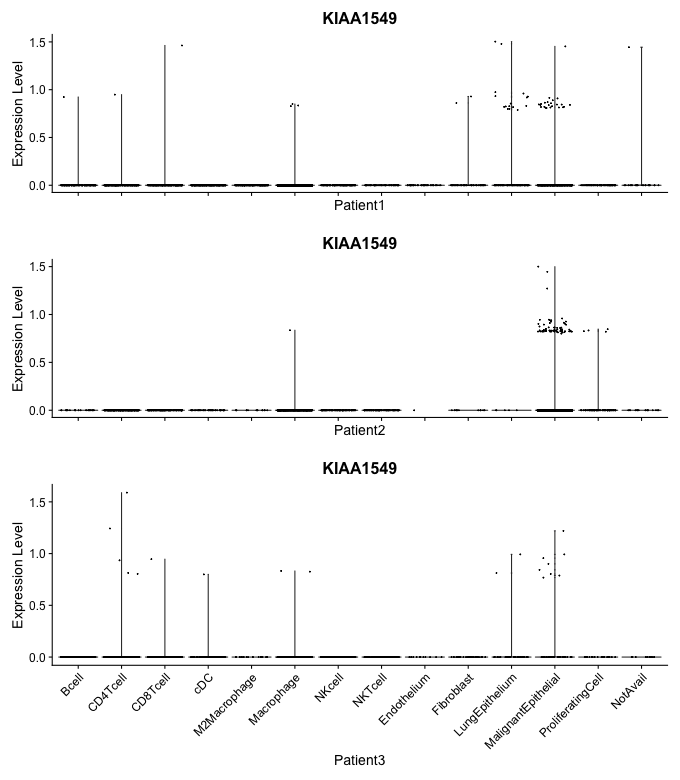 KIAA1549
Expression Level
1.5
1.0
0.5
0.0
Patient1
KIAA1549
Expression Level
1.5
1.0
0.5
0.0
Patient2
KIAA1549
Expression Level
1.5
1.0
0.5
0.0
Bcell
CD4Tcell
CD8Tcell
cDC
M2Macrophage
Macrophage
NKcell
NKTcell
Endothelium
Fibroblast
LungEpithelium
MalignantEpithelial
ProliferatingCell
NotAvail
Patient3